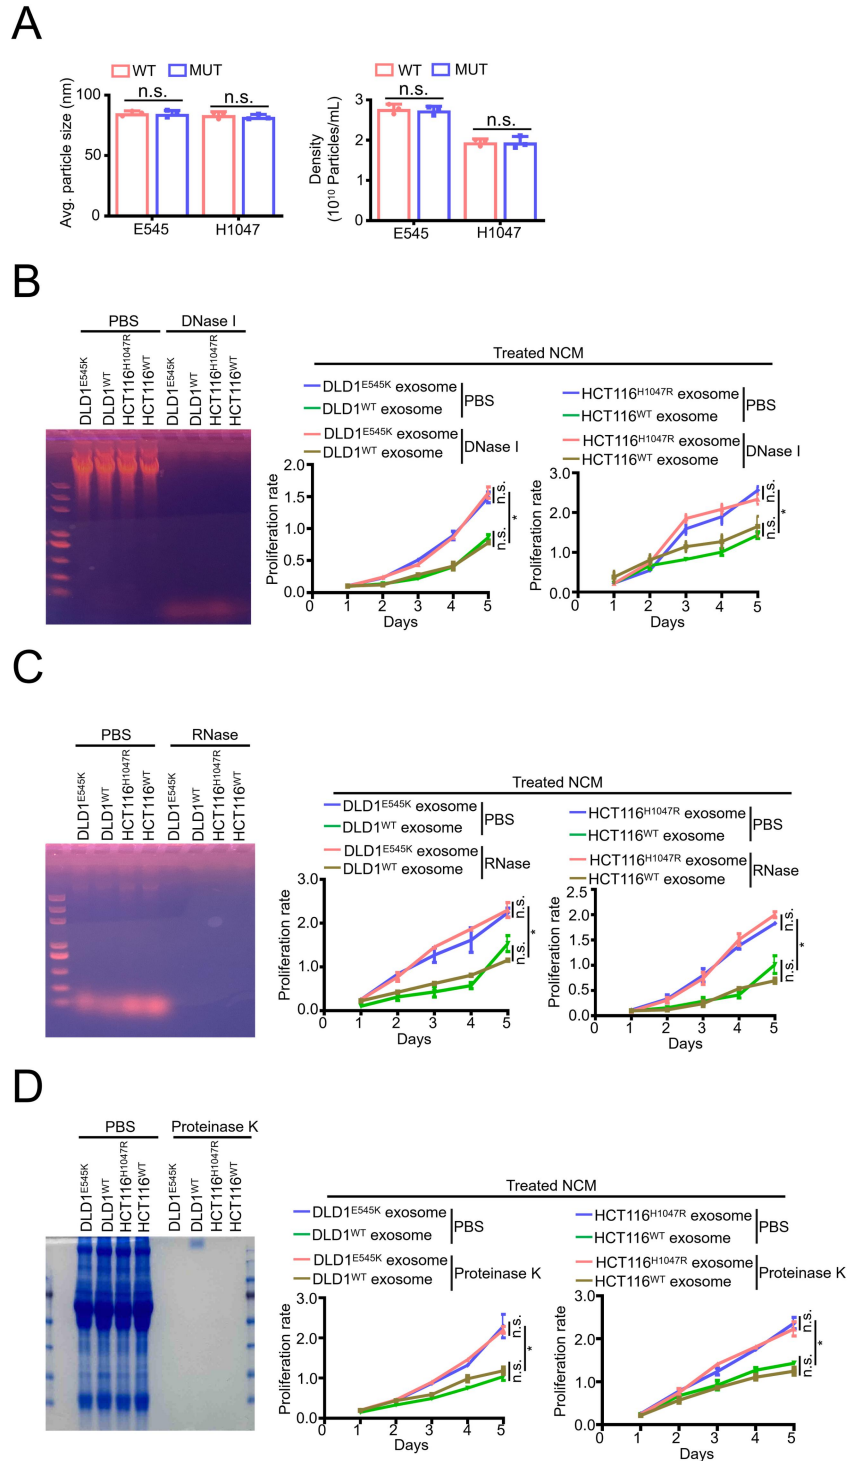 A
WT MUT
n.s.
n.s.
Avg. particle size (nm)
100
50
0
E545 H1047
WT MUT
n.s.
n.s.
Density
(10¹⁰ Particles/mL)
3
2
1
0
E545 H1047
B
PBS DNase I
DLD1ᴱ⁵⁴⁵ᴷ
DLD1ᵂᵀ
HCT116ᴴ¹⁰⁴⁷ᴿ
HCT116ᵂᵀ
DLD1ᴱ⁵⁴⁵ᴷ
DLD1ᵂᵀ
HCT116ᴴ¹⁰⁴⁷ᴿ
HCT116ᵂᵀ
Treated NCM
DLD1ᴱ⁵⁴⁵ᴷ exosome
DLD1ᵂᵀ exosome
PBS
DLD1ᴱ⁵⁴⁵ᴷ exosome
DLD1ᵂᵀ exosome
DNase I
Proliferation rate
2.0
1.5
1.0
0.5
0.0
0 1 2 3 4 5
Days
n.s.
n.s.
*
HCT116ᴴ¹⁰⁴⁷ᴿ exosome
HCT116ᵂᵀ exosome
PBS
HCT116ᴴ¹⁰⁴⁷ᴿ exosome
HCT116ᵂᵀ exosome
DNase I
Proliferation rate
3.0
2.0
1.0
0.0
0 1 2 3 4 5
Days
n.s.
n.s.
*
C
PBS RNase
DLD1ᴱ⁵⁴⁵ᴷ
DLD1ᵂᵀ
HCT116ᴴ¹⁰⁴⁷ᴿ
HCT116ᵂᵀ
DLD1ᴱ⁵⁴⁵ᴷ
DLD1ᵂᵀ
HCT116ᴴ¹⁰⁴⁷ᴿ
HCT116ᵂᵀ
Treated NCM
DLD1ᴱ⁵⁴⁵ᴷ exosome
DLD1ᵂᵀ exosome
PBS
DLD1ᴱ⁵⁴⁵ᴷ exosome
DLD1ᵂᵀ exosome
RNase
Proliferation rate
3.0
2.0
1.0
0.0
0 1 2 3 4 5
Days
n.s.
n.s.
*
HCT116ᴴ¹⁰⁴⁷ᴿ exosome
HCT116ᵂᵀ exosome
PBS
HCT116ᴴ¹⁰⁴⁷ᴿ exosome
HCT116ᵂᵀ exosome
RNase
Proliferation rate
2.5
2.0
1.5
1.0
0.5
0.0
0 1 2 3 4 5
Days
n.s.
n.s.
*
D
PBS Proteinase K
DLD1ᴱ⁵⁴⁵ᴷ
DLD1ᵂᵀ
HCT116ᴴ¹⁰⁴⁷ᴿ
HCT116ᵂᵀ
DLD1ᴱ⁵⁴⁵ᴷ
DLD1ᵂᵀ
HCT116ᴴ¹⁰⁴⁷ᴿ
HCT116ᵂᵀ
Treated NCM
DLD1ᴱ⁵⁴⁵ᴷ exosome
DLD1ᵂᵀ exosome
PBS
DLD1ᴱ⁵⁴⁵ᴷ exosome
DLD1ᵂᵀ exosome
Proteinase K
Proliferation rate
3.0
2.0
1.0
0.0
0 1 2 3 4 5
Days
n.s.
n.s.
*
HCT116ᴴ¹⁰⁴⁷ᴿ exosome
HCT116ᵂᵀ exosome
PBS
HCT116ᴴ¹⁰⁴⁷ᴿ exosome
HCT116ᵂᵀ exosome
Proteinase K
Proliferation rate
3.0
2.0
1.0
0.0
0 1 2 3 4 5
Days
n.s.
n.s.
*